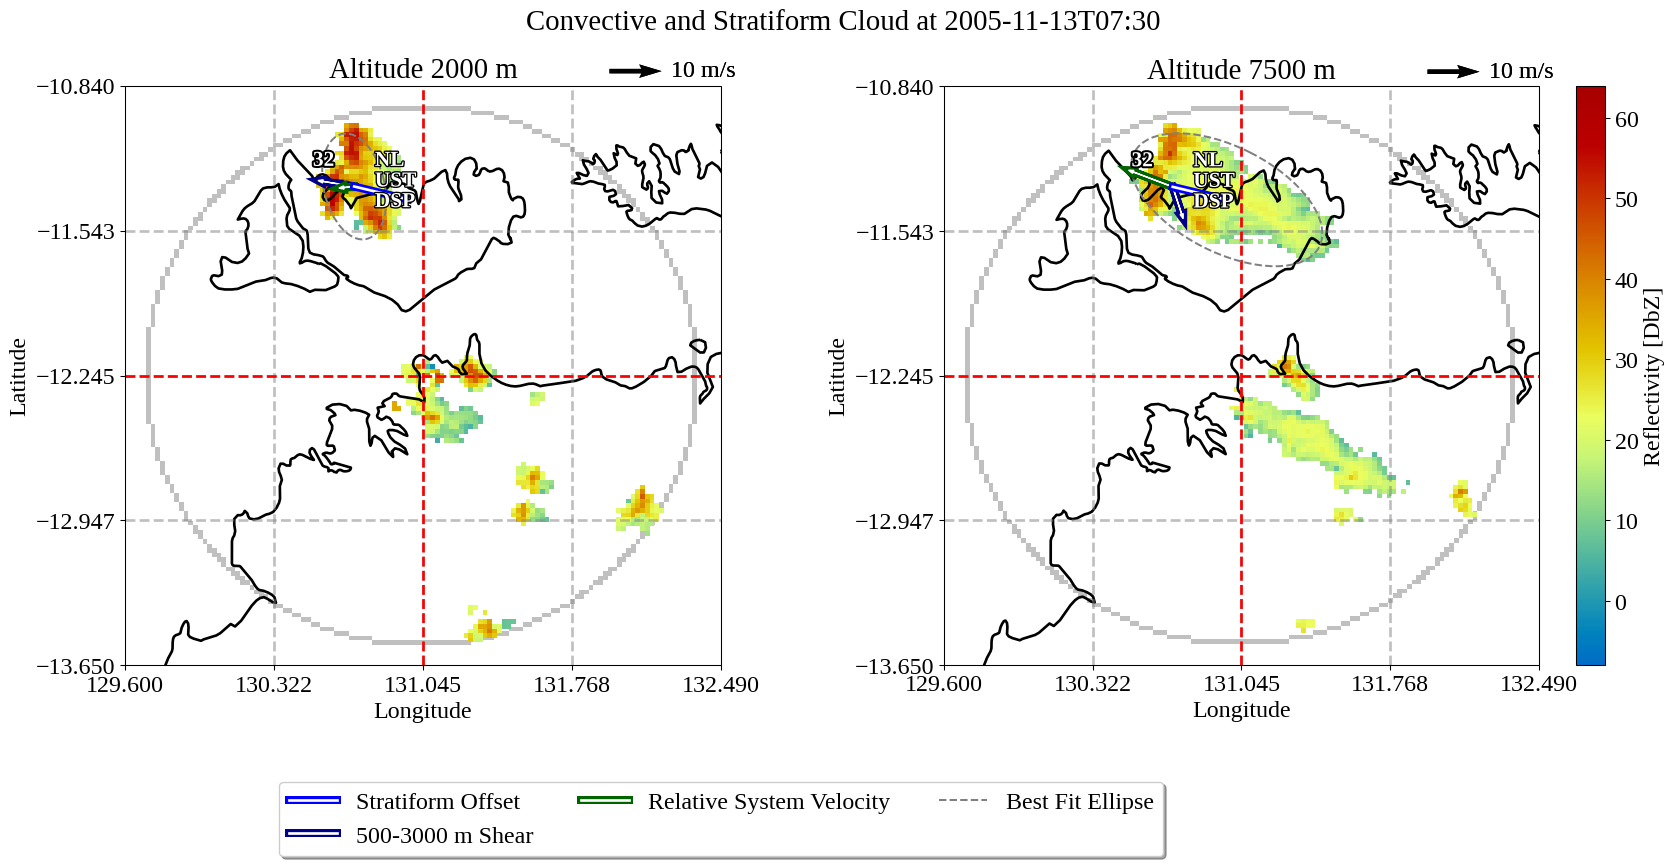 Convective and Stratiform Cloud at 2005-11-13T07:30
Altitude 2000 m
10 m/s
−10.840
−11.543
−12.245
−12.947
−13.650
129.600
130.322
131.045
131.768
132.490
Latitude
Longitude
32
NL
UST
DSP
Altitude 7500 m
10 m/s
−10.840
−11.543
−12.245
−12.947
−13.650
129.600
130.322
131.045
131.768
132.490
Latitude
Longitude
32
NL
UST
DSP
60
50
40
30
20
10
0
Reflectivity [DbZ]
Stratiform Offset
500-3000 m Shear
Relative System Velocity
Best Fit Ellipse